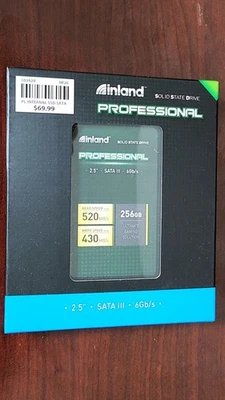 inland
SOLID STATE DRIVE
PROFESSIONAL
PL INTERNAL SSD SATA
$69.99
inland
SOLID STATE DRIVE
PROFESSIONAL
2.5" SATA III 6Gb/s
520
256GB
430
• 2.5" • SATA III • 6Gb/s •